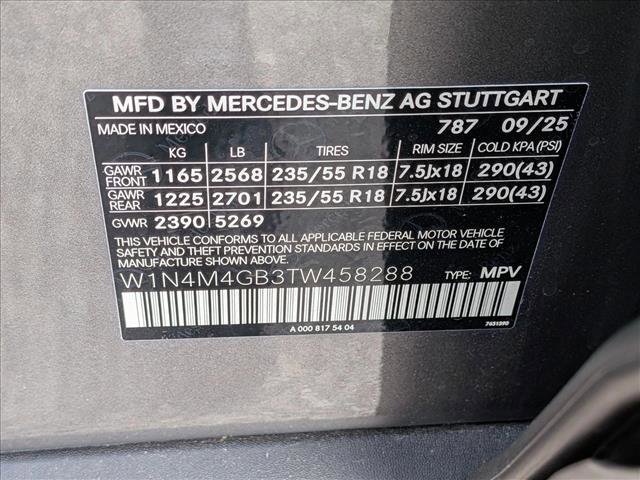 MFD BY MERCEDES-BENZ AG STUTTGART
MADE IN MEXICO 787 09/25
KG LB TIRES RIM SIZE COLD KPA (PSI)
GAWR FRONT 1165 2568 235/55 R18 7.5Jx18 290(43)
GAWR REAR 1225 2701 235/55 R18 7.5Jx18 290(43)
GVWR 2390 5269
THIS VEHICLE CONFORMS TO ALL APPLICABLE FEDERAL MOTOR VEHICLE
SAFETY AND THEFT PREVENTION STANDARDS IN EFFECT ON THE DATE OF
MANUFACTURE SHOWN ABOVE.
W1N4M4GB3TW458288 TYPE: MPV
A 000 817 54 04 7631390